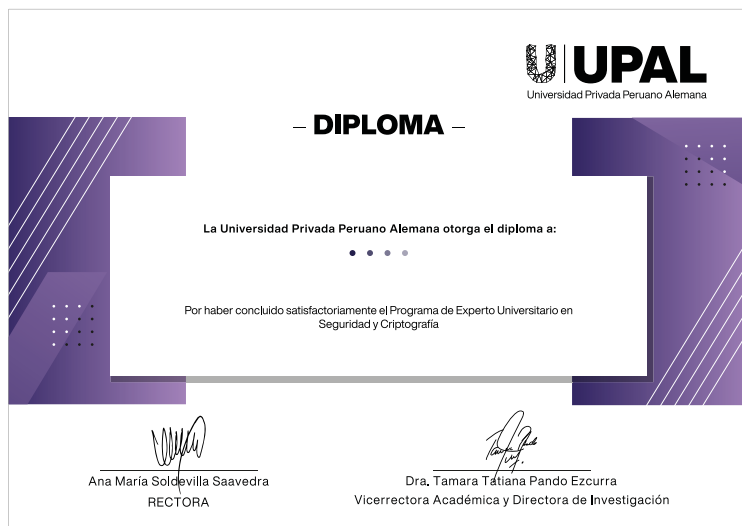 UPAL
Universidad Privada Peruano Alemana
– DIPLOMA –
La Universidad Privada Peruano Alemana otorga el diploma a:
Por haber concluido satisfactoriamente el Programa de Experto Universitario en
Seguridad y Criptografía
Ana María Soldevilla Saavedra
RECTORA
Dra. Tamara Tatiana Pando Ezcurra
Vicerrectora Académica y Directora de Investigación